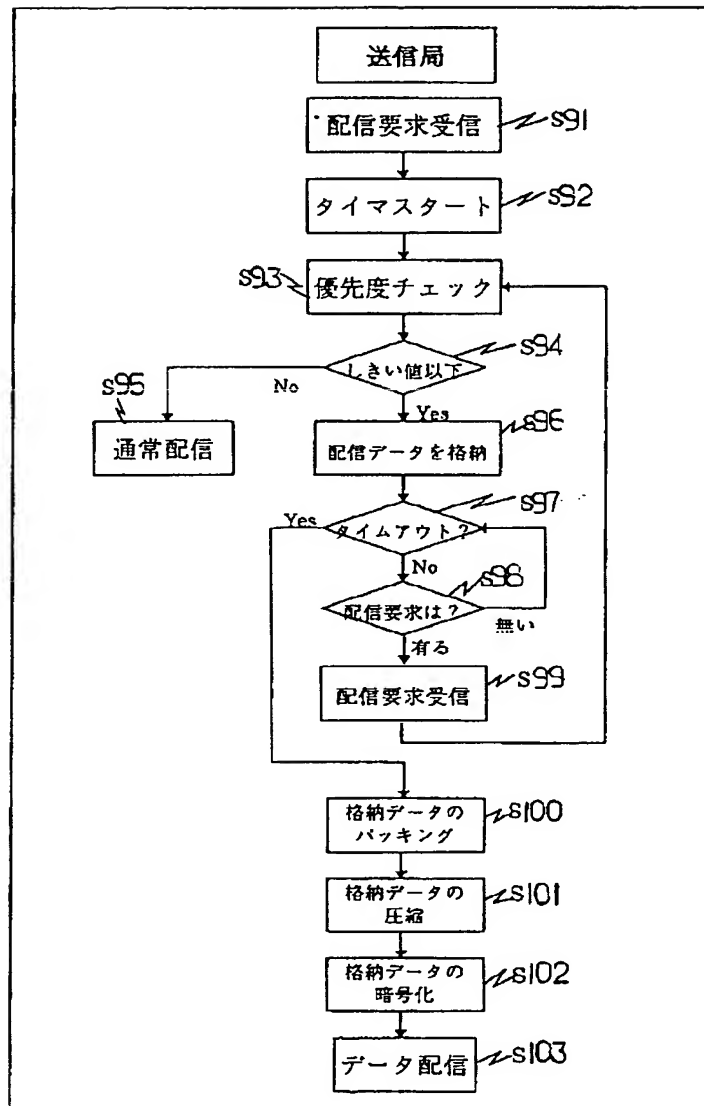 送信局
配信要求受信
s91
タイマスタート
s92
s93
優先度チェック
しきい値以下
s94
No
Yes
s95
通常配信
s96
配信データを格納
s97
Yes
タイムアウト？
No
s98
配信要求は？
無い
有る
配信要求受信
s99
格納データの
パッキング
s100
格納データの
圧縮
s101
格納データの
暗号化
s102
データ配信
s103